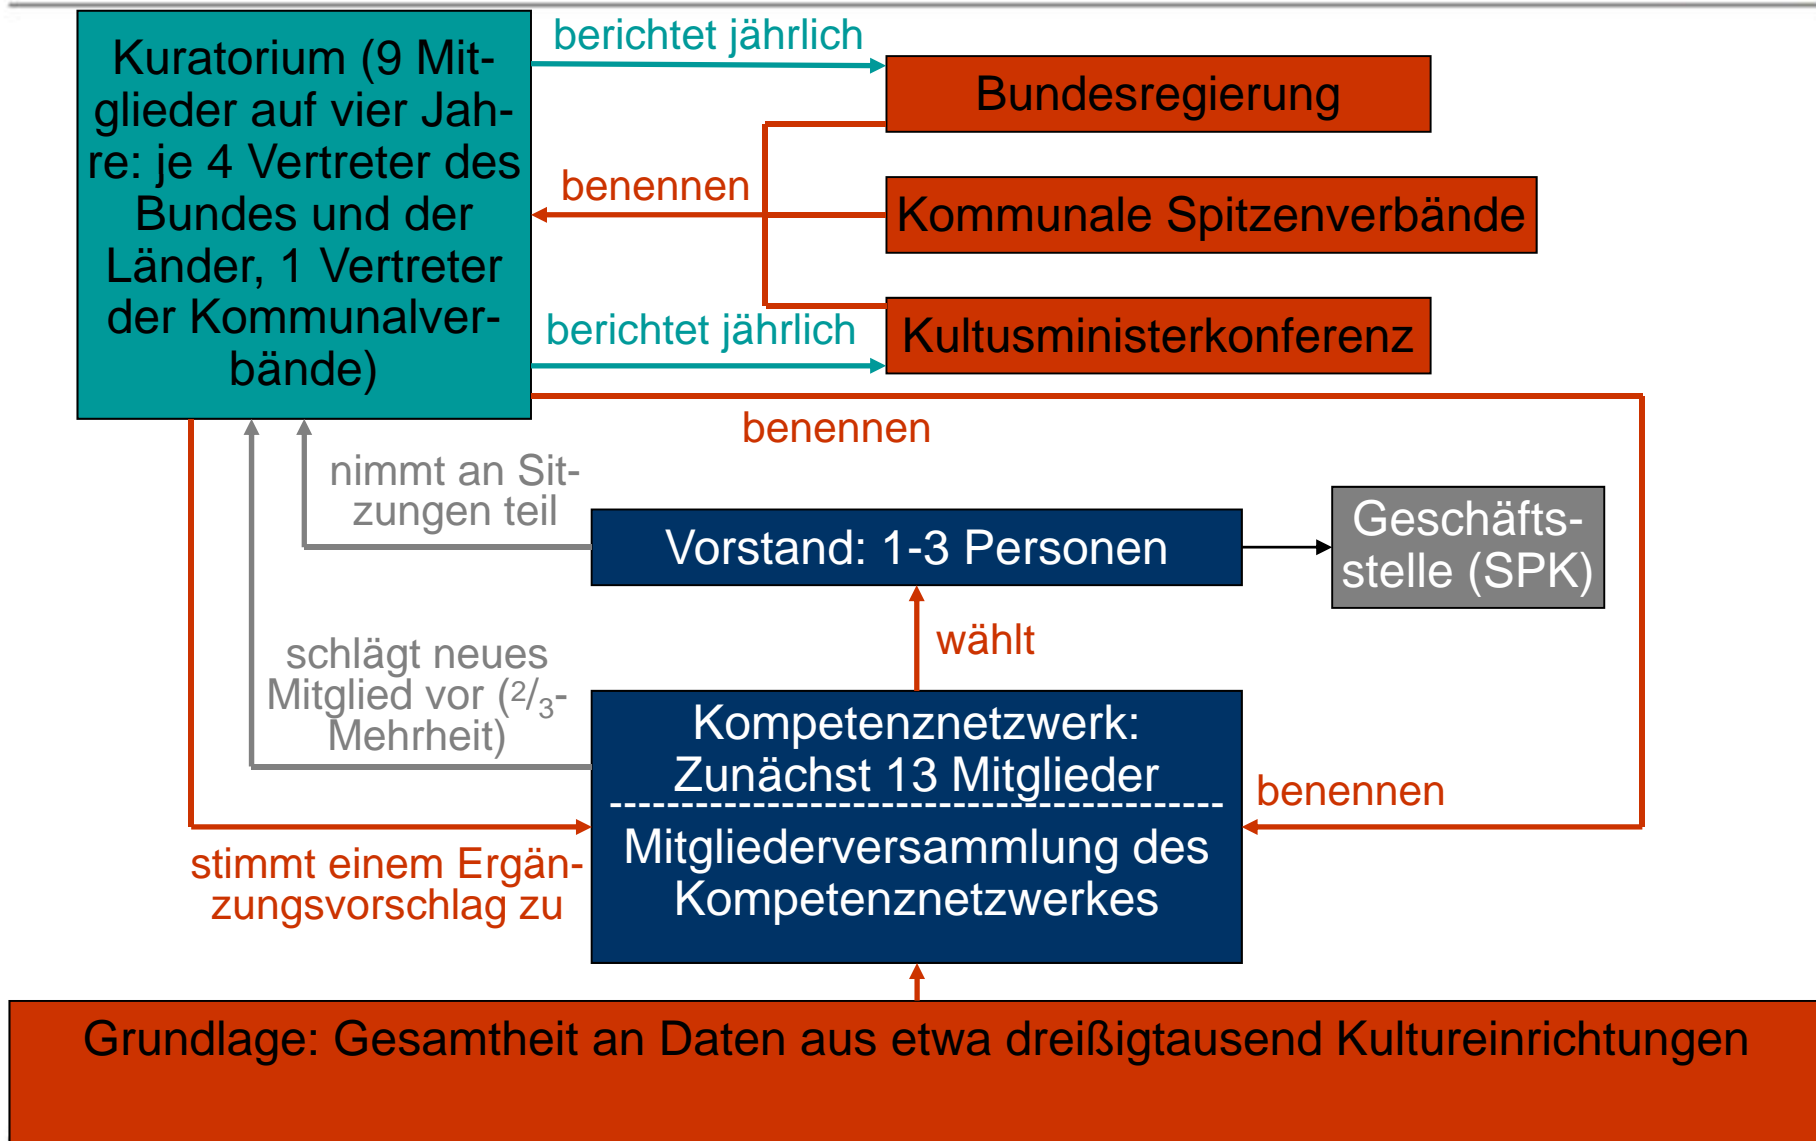 Kuratorium (9 Mit-
glieder auf vier Jah-
re: je 4 Vertreter des
Bundes und der
Länder, 1 Vertreter
der Kommunalver-
bände)
berichtet jährlich
Bundesregierung
benennen
Kommunale Spitzenverbände
berichtet jährlich
Kultusministerkonferenz
benennen
nimmt an Sit-
zungen teil
Vorstand: 1-3 Personen
Geschäfts-
stelle (SPK)
wählt
schlägt neues
Mitglied vor (2/3-
Mehrheit)
Kompetenznetzwerk:
Zunächst 13 Mitglieder
Mitgliederversammlung des
Kompetenznetzwerkes
benennen
stimmt einem Ergän-
zungsvorschlag zu
Grundlage: Gesamtheit an Daten aus etwa dreißigtausend Kultureinrichtungen